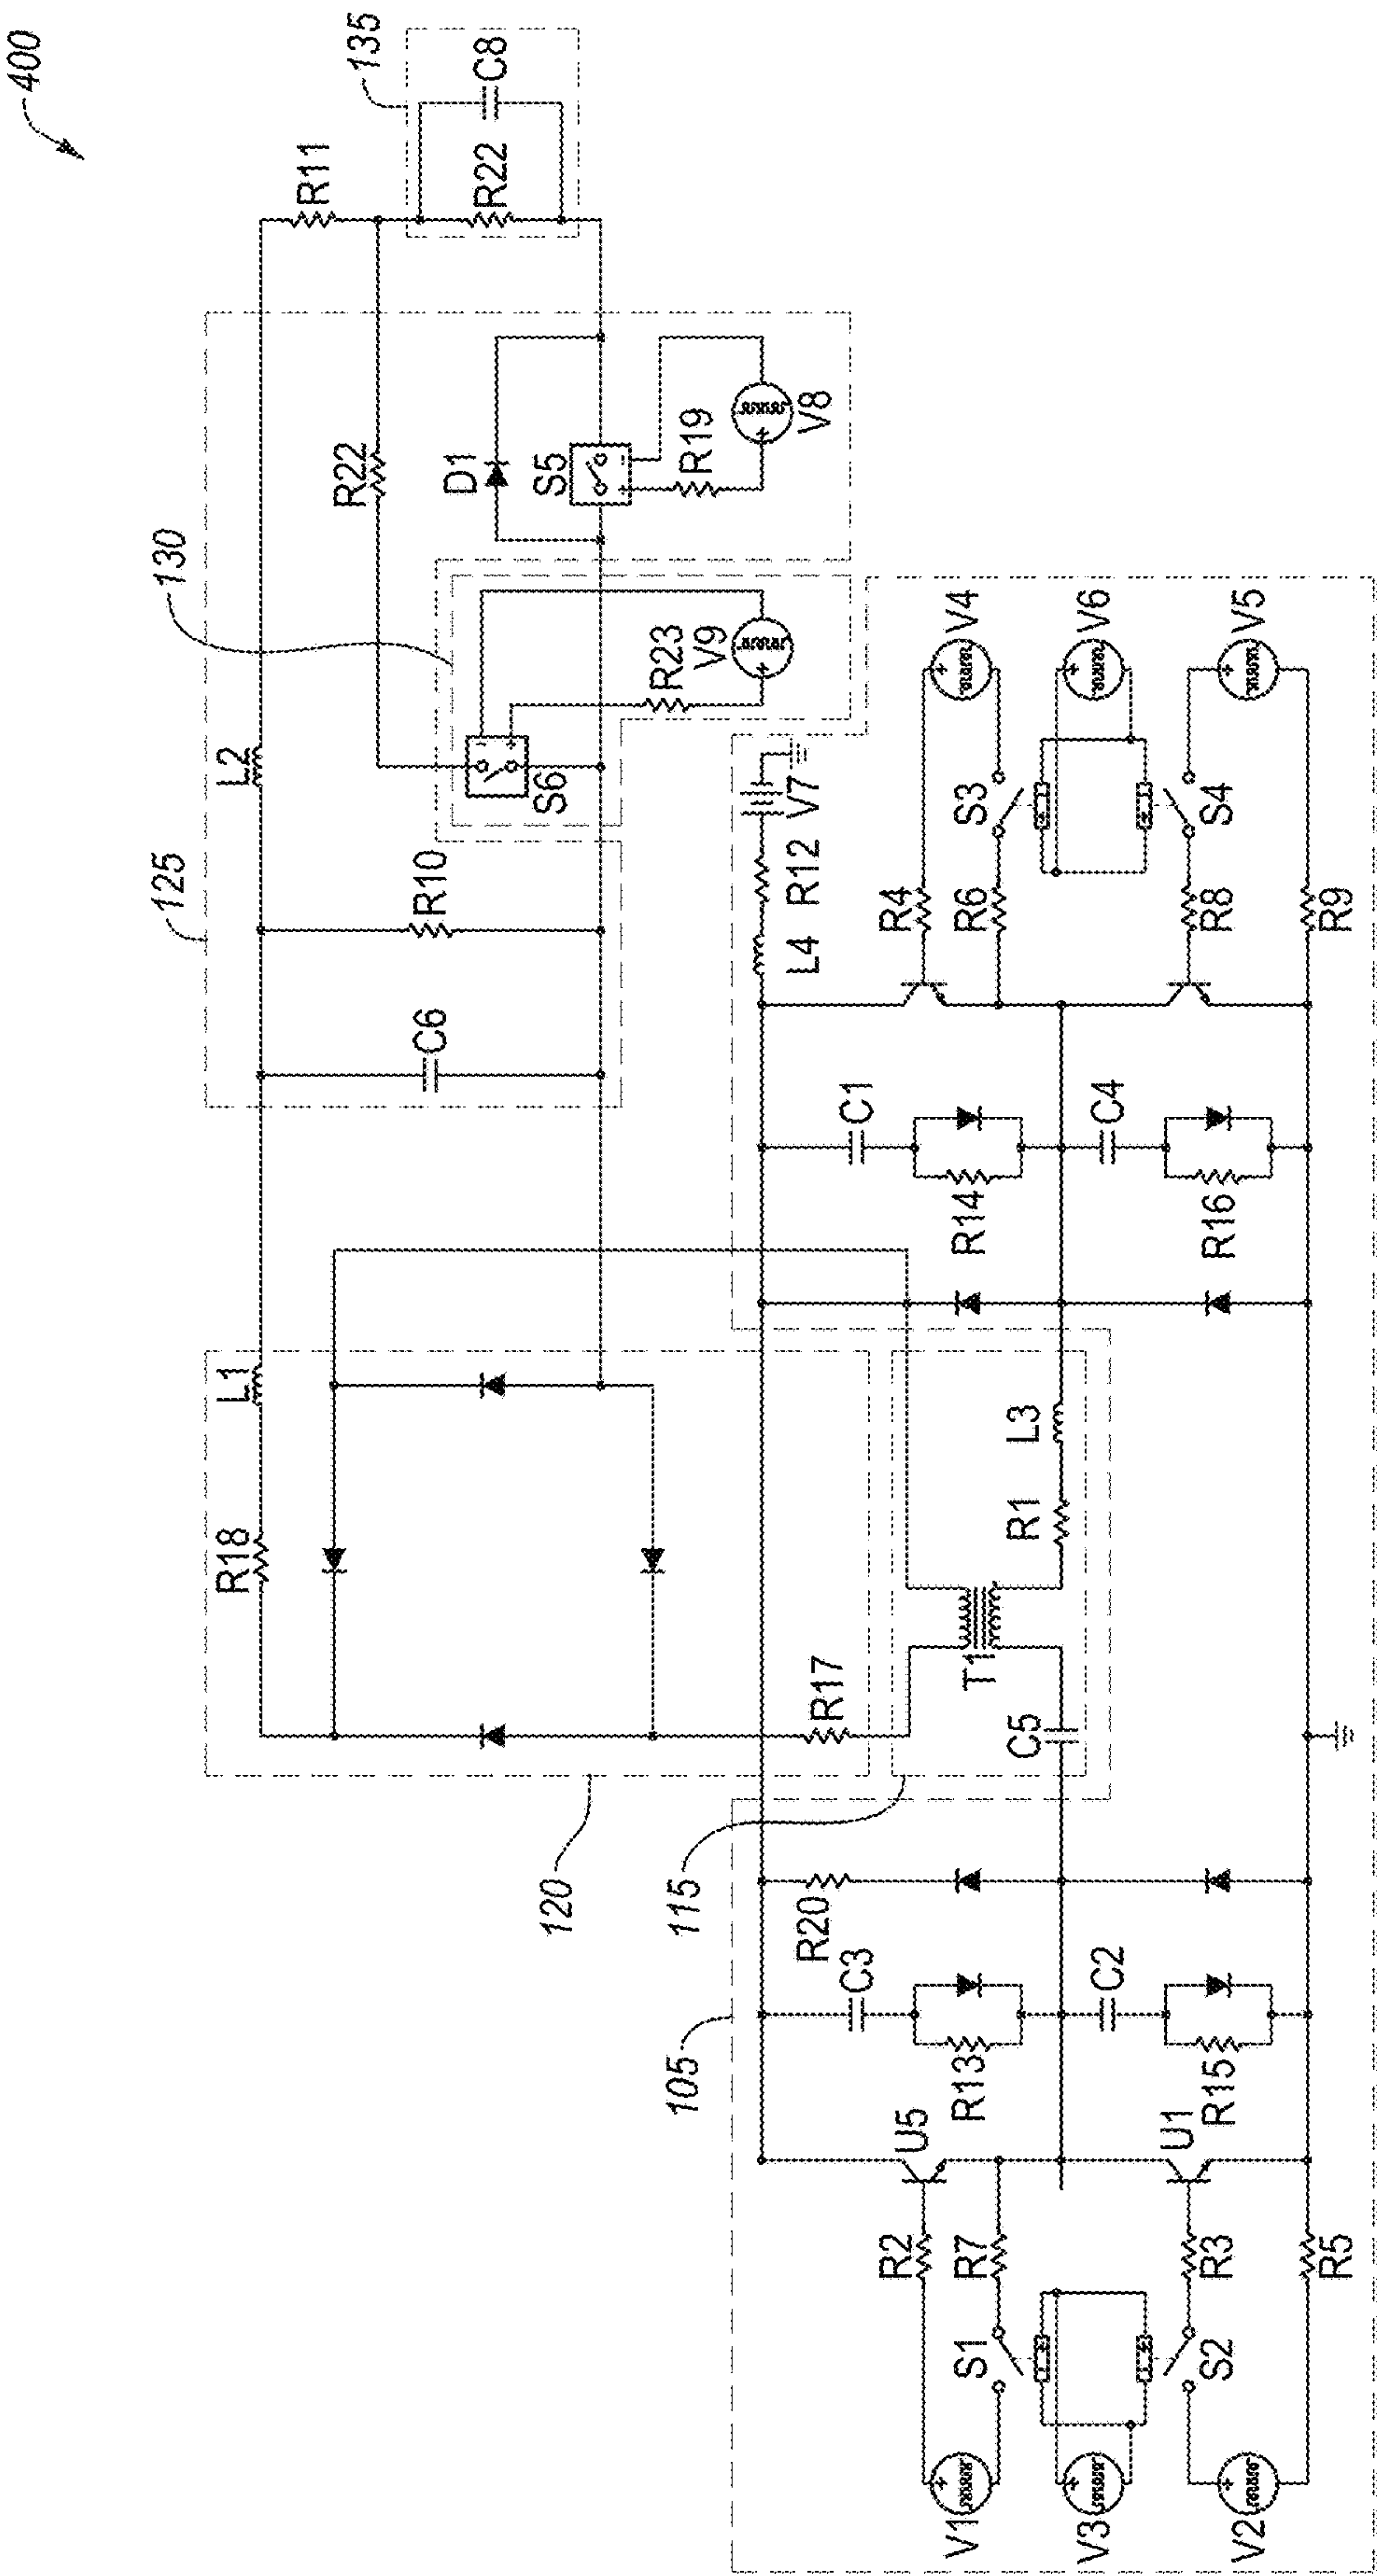 400
135
C8
R11
R22
125
130
L2
R22
D1
S5
R19
V8
R10
S6
R23
V9
C6
L1
R18
R17
120
115
105
V7
R12
L4
R4
V4
R6
S3
V6
R8
S4
V5
R9
C1
R14
C4
R16
T1
R1
L3
C5
R20
C3
R13
C2
R15
U5
U1
R2
R7
R3
R5
S1
S2
V1
V3
V2